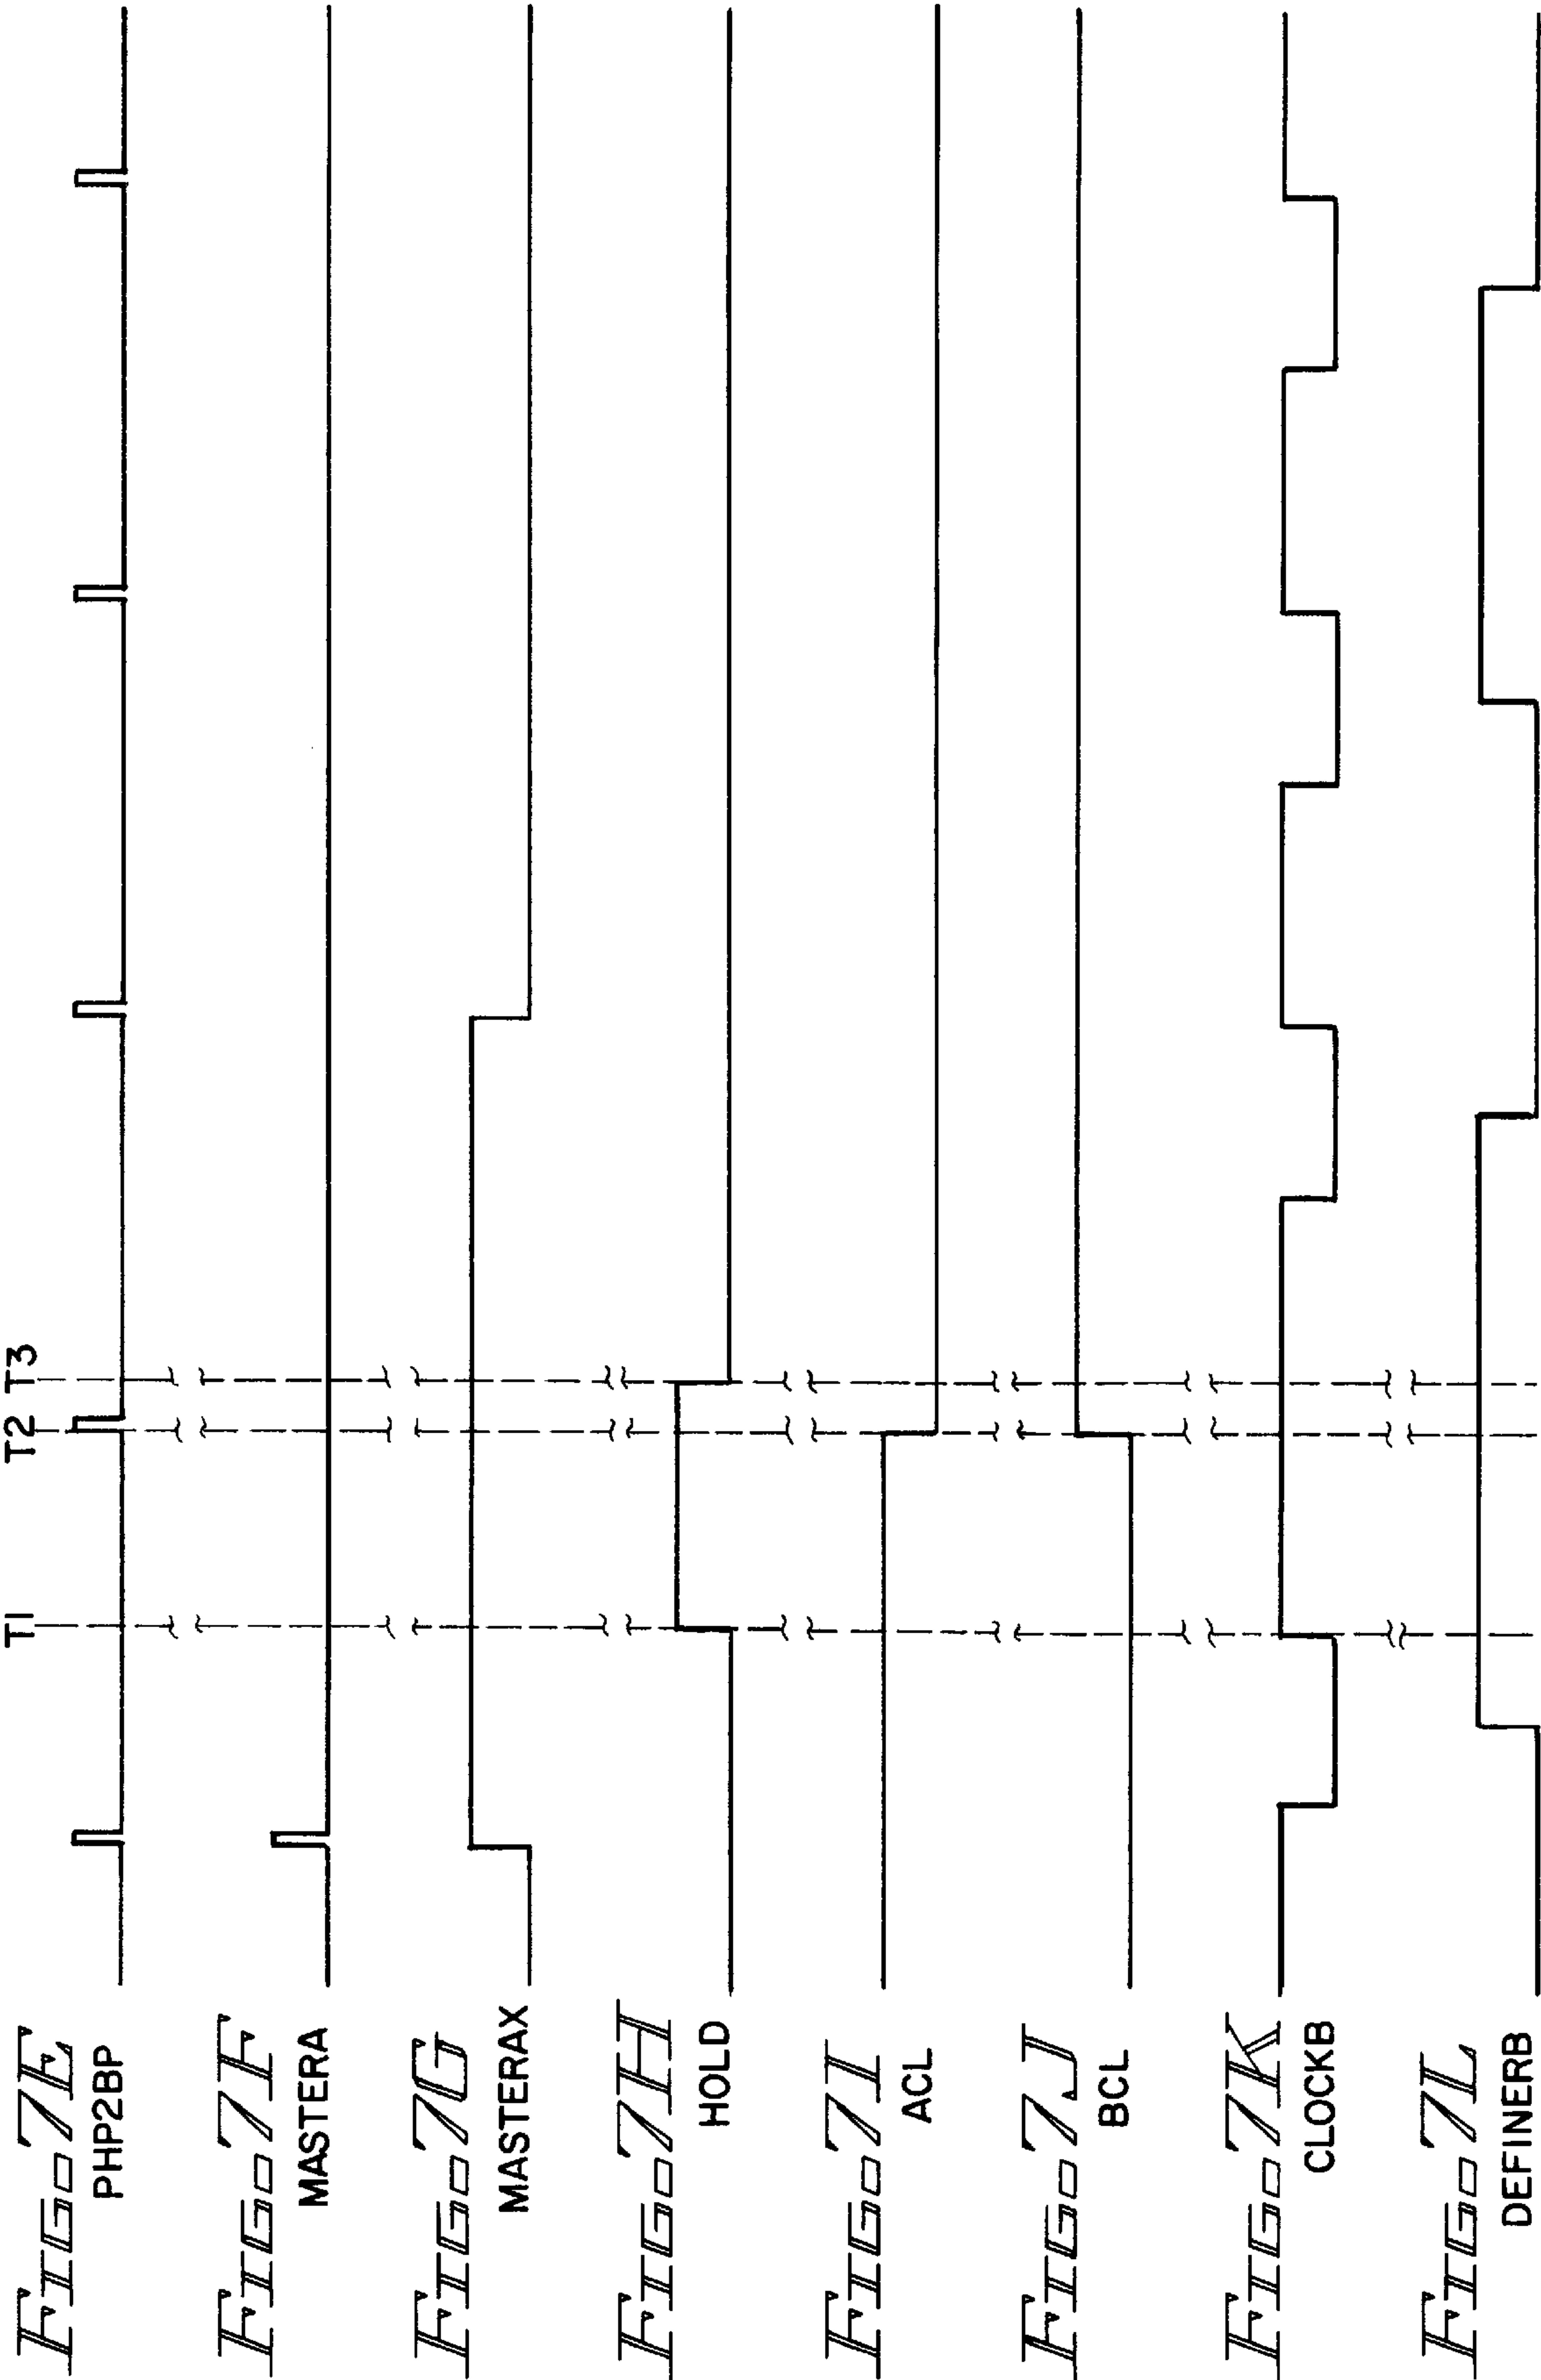 T1 T2 T3
FIG.7E
PHP2BP
FIG.7F
MASTERA
FIG.7G
MASTERAX
FIG.7H
HOLD
FIG.7I
ACL
FIG.7J
BCL
FIG.7K
CLOCKB
FIG.7L
DEFINERB